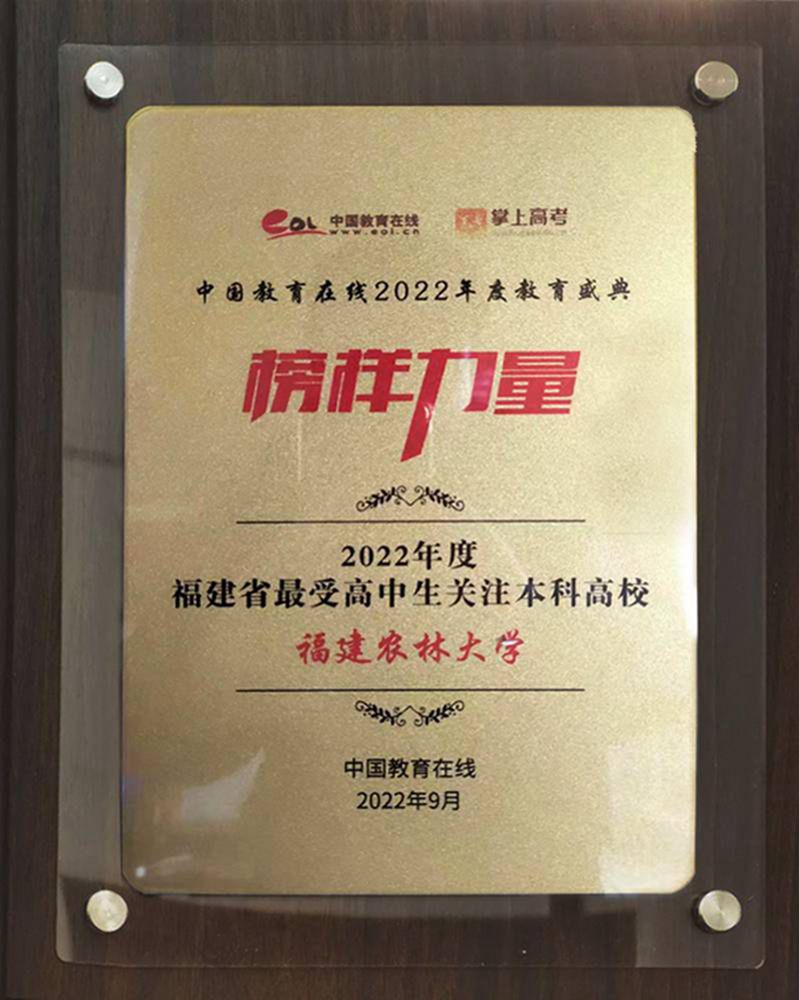 eol 中国教育在线 掌上高考
www.eol.cn
中国教育在线2022年度教育盛典
榜样力量
2022年度
福建省最受高中生关注本科高校
福建农林大学
中国教育在线
2022年9月